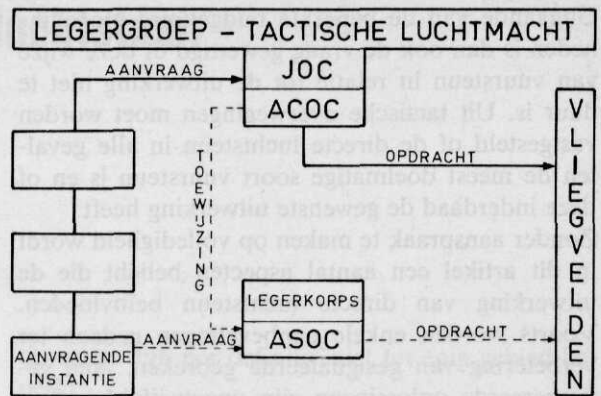 LEGERGROEP – TACTISCHE LUCHTMACHT
AANVRAAG
JOC
ACOC
OPDRACHT
TOEWIJZING
VLIEGVELDEN
LEGERKORPS
ASOC
AANVRAAG
OPDRACHT
AANVRAGENDE
INSTANTIE